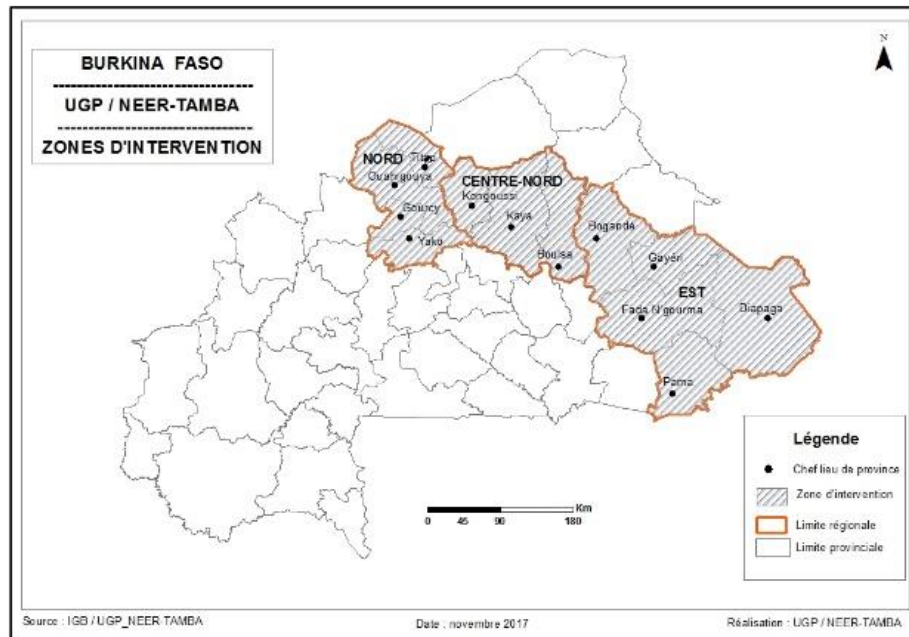 BURKINA FASO
UGP / NEER-TAMBA
ZONES D'INTERVENTION
N
NORD
Ouahigouya
Gourcy
Yako
CENTRE-NORD
Kongoussi
Kaya
Boulsa
Bogandé
Gayéri
EST
Fada N'gourma
Diapaga
Pama
Légende
Chef lieu de province
Zone d'intervention
Limite régionale
Limite provinciale
Km
0 45 90 180
Source : IGB / UGP_NEER-TAMBA
Date : novembre 2017
Réalisation : UGP / NEER-TAMBA